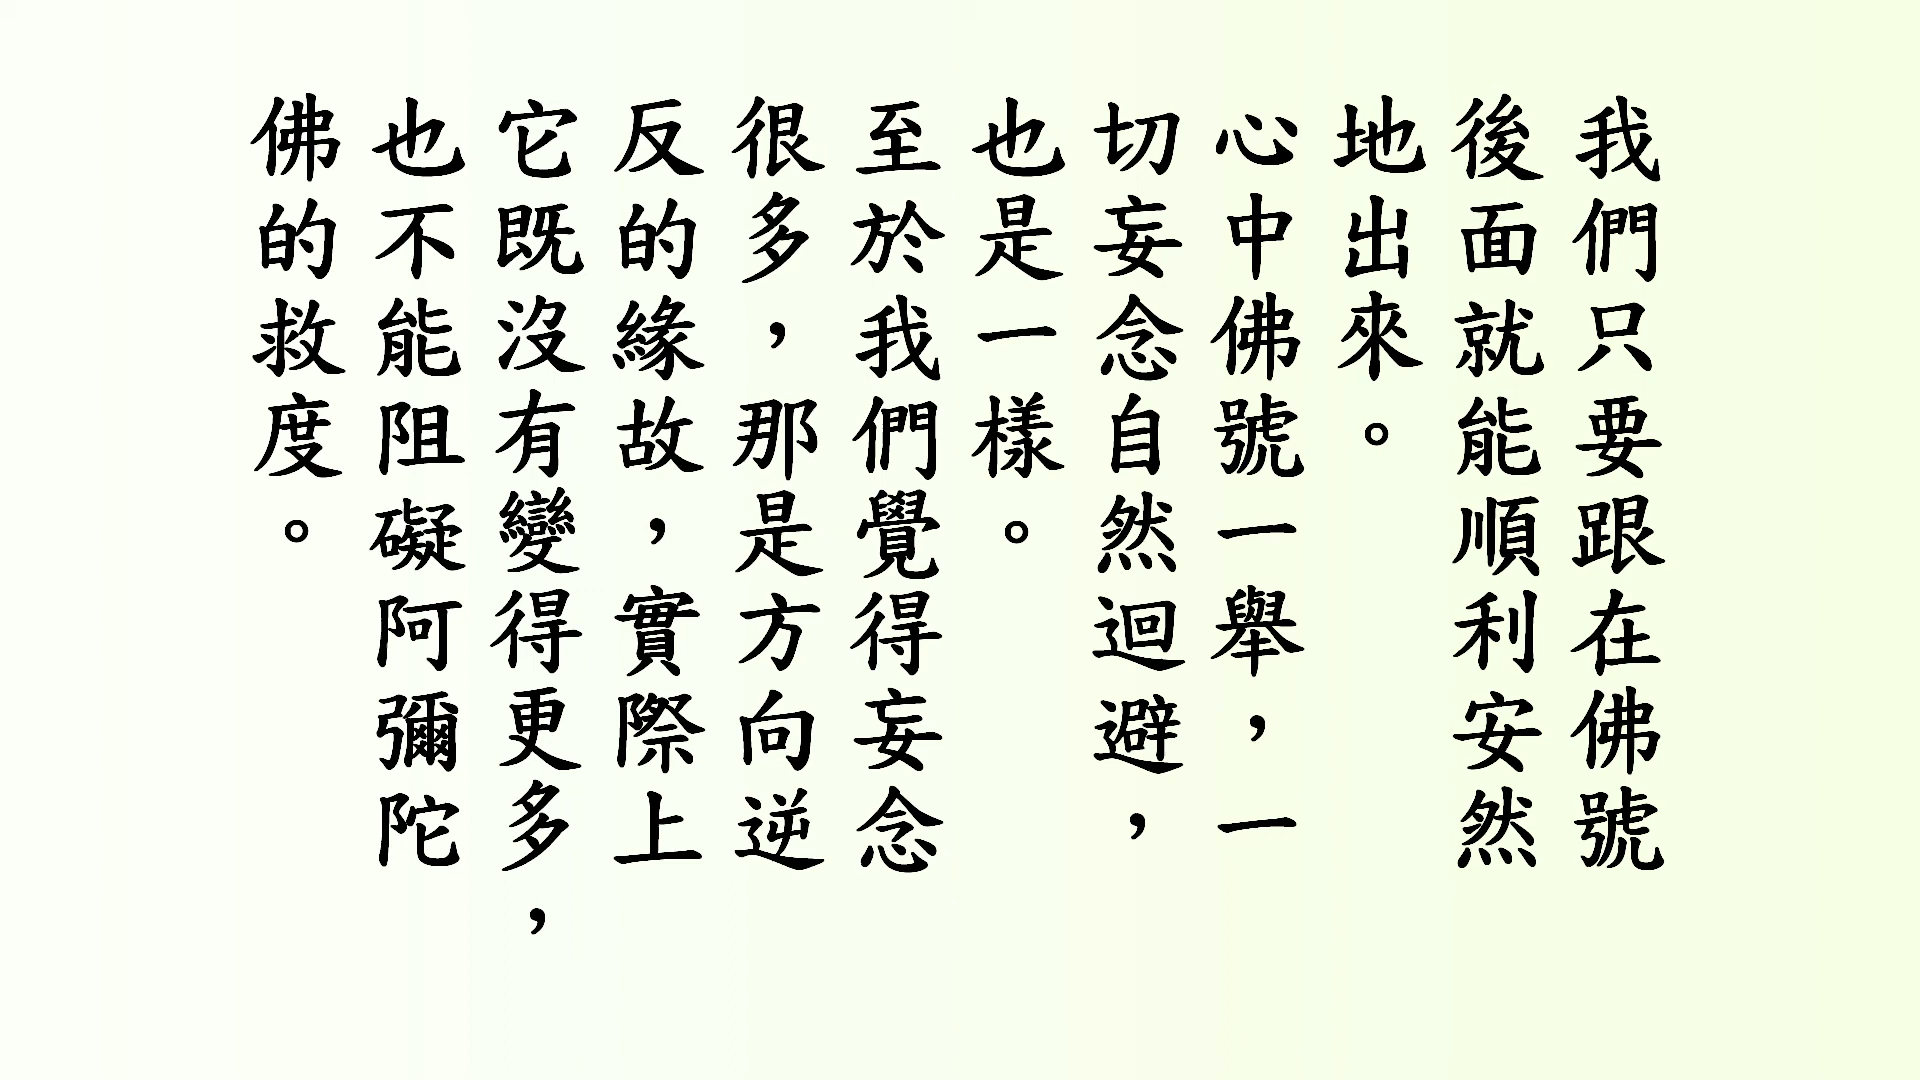 我們只要跟在佛號
後面就能順利安然
地出來。
心中佛號一舉，一
切妄念自然迴避，
也是一樣。
至於我們覺得妄念
很多，那是方向逆
反的緣故，實際上
它既沒有變得更多，
也不能阻礙阿彌陀
佛的救度。